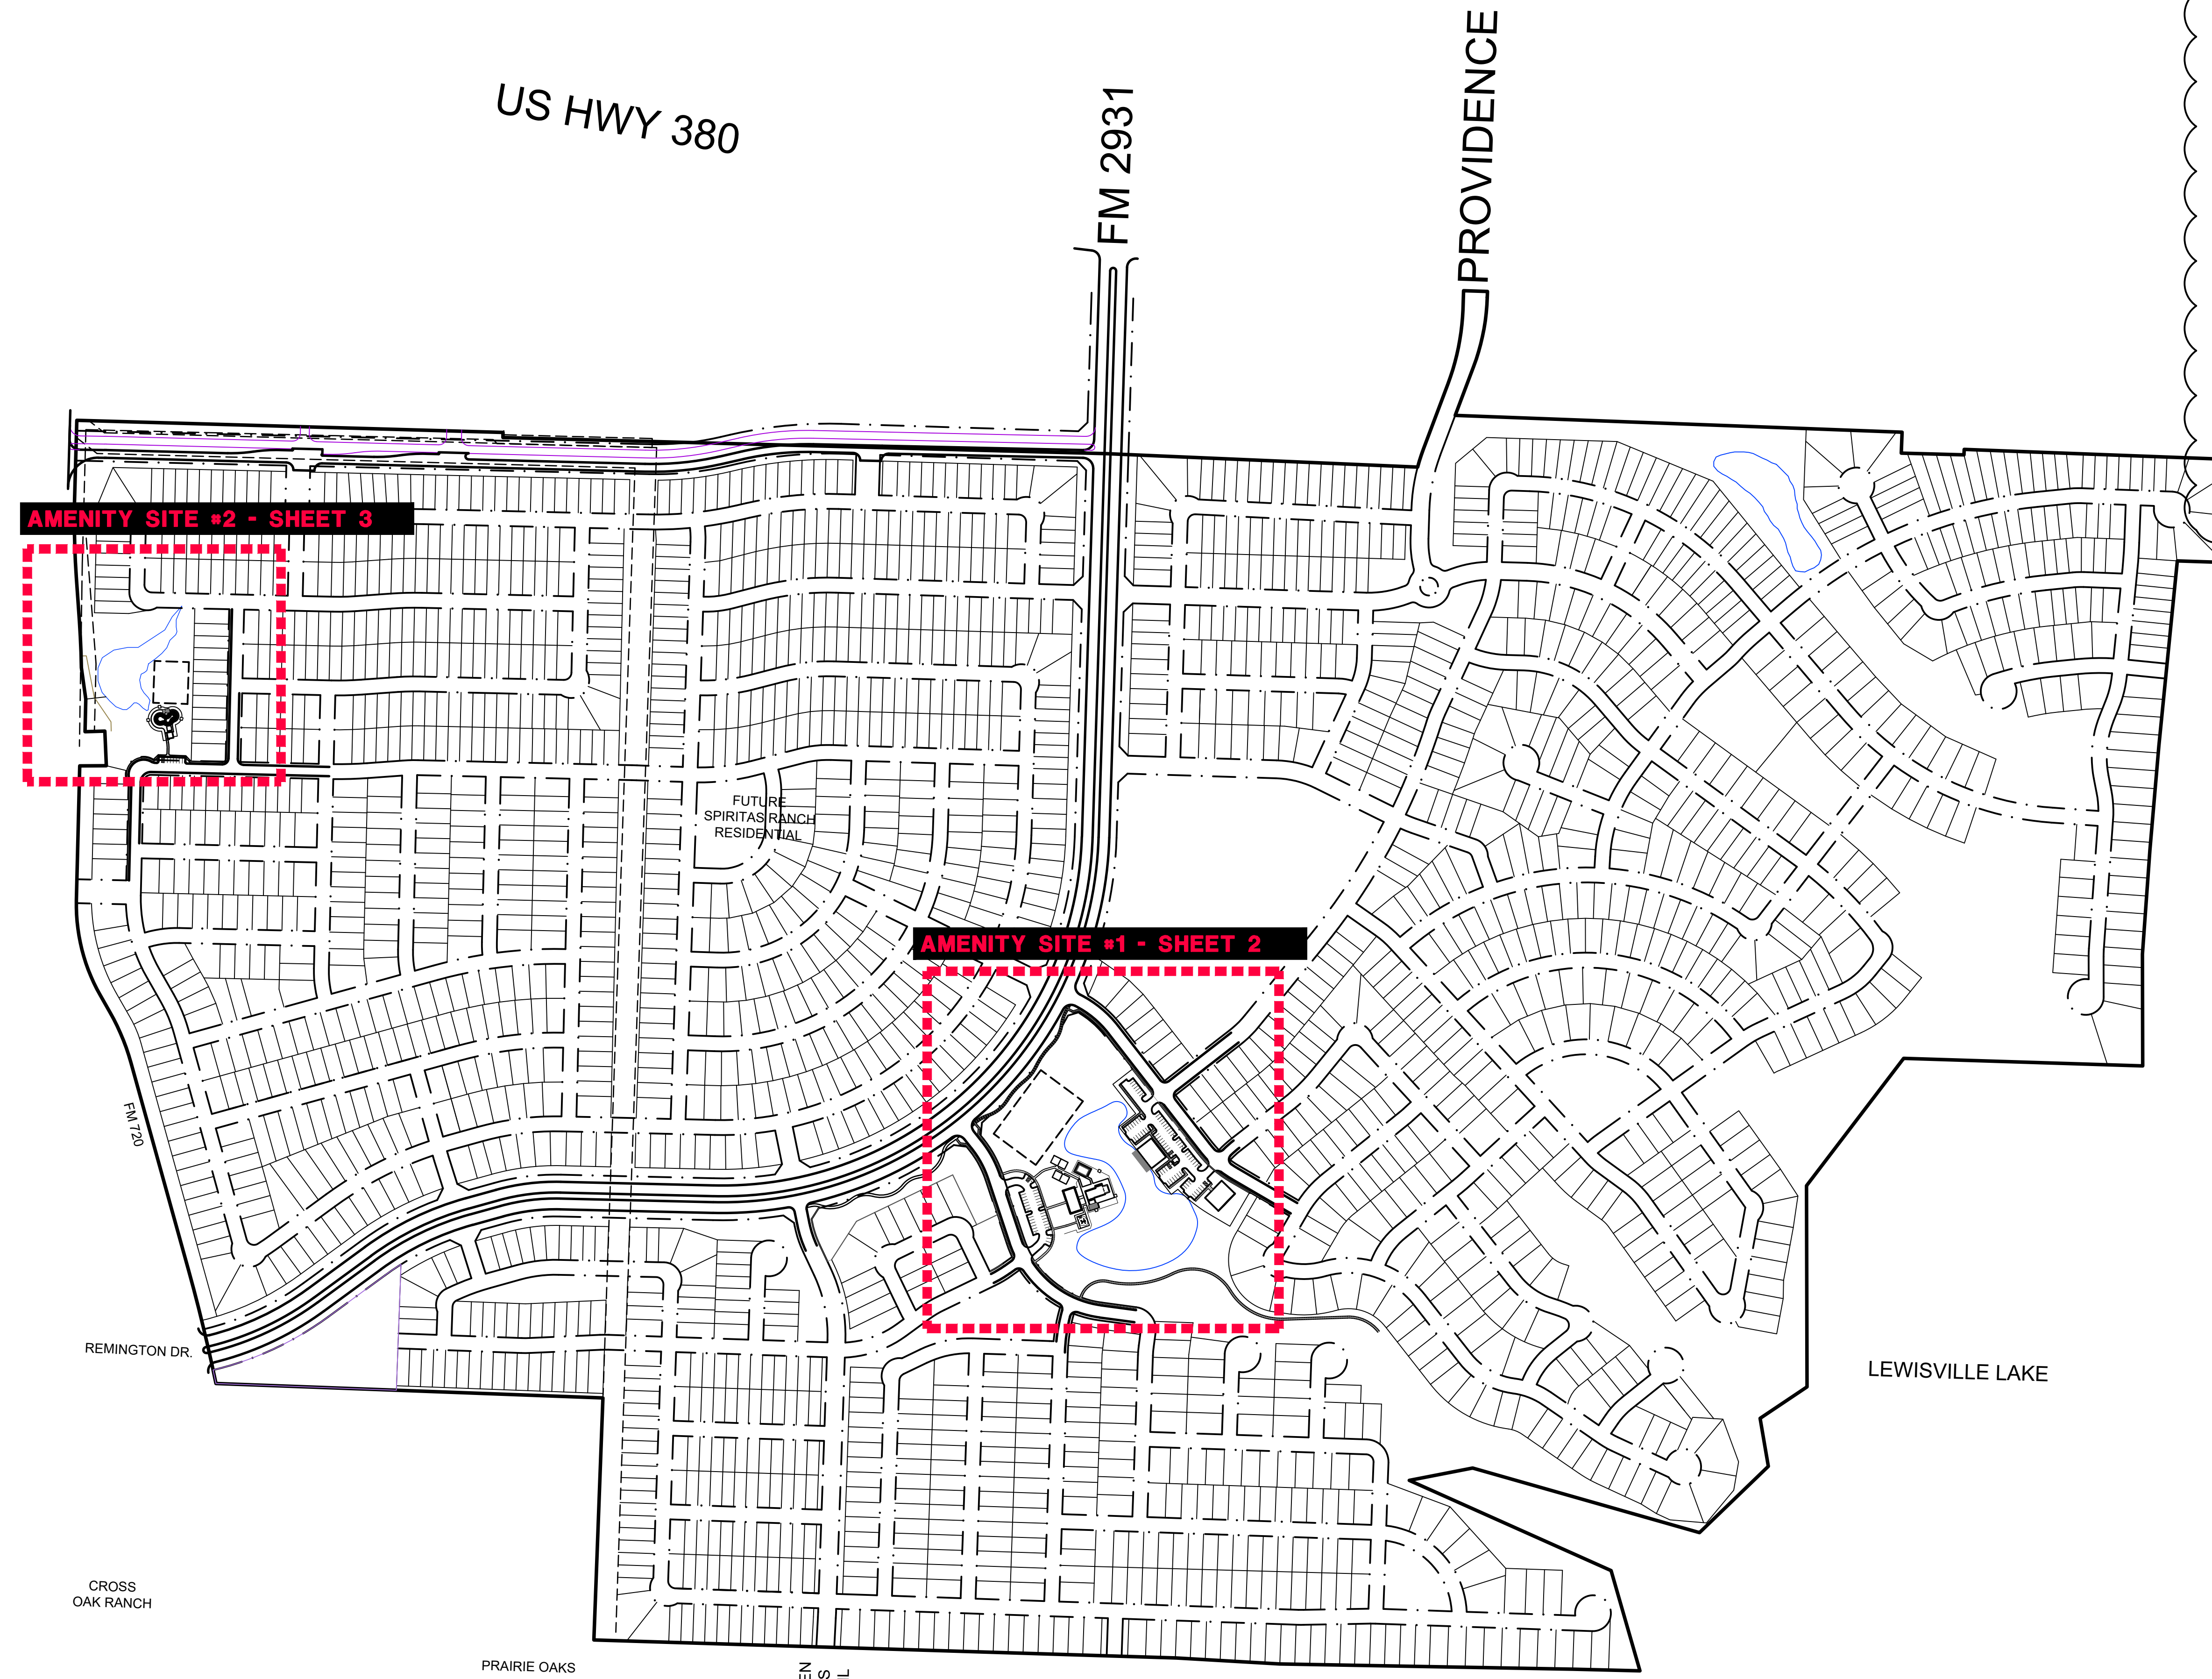 US HWY 380
FM 2931
PROVIDENCE
AMENITY SITE #2 - SHEET 3
FUTURE
SPIRITAS RANCH
RESIDENTIAL
AMENITY SITE #1 - SHEET 2
FM 720
REMINGTON DR.
LEWISVILLE LAKE
CROSS
OAK RANCH
PRAIRIE OAKS